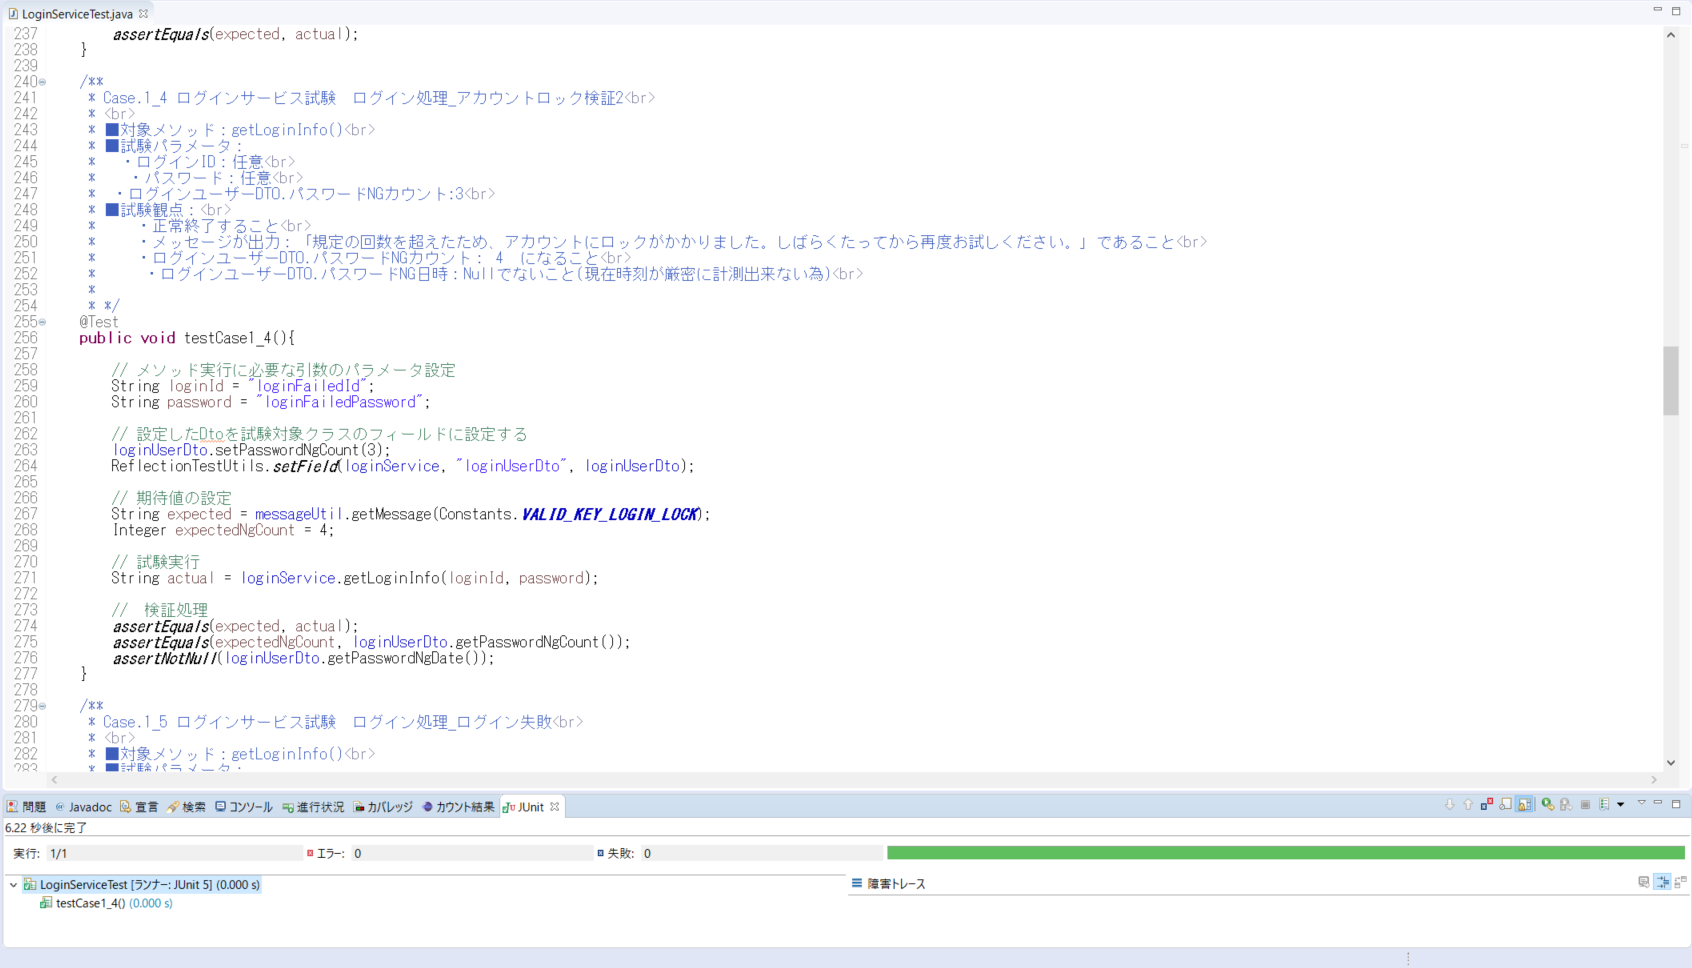 LoginServiceTest.java
237 assertEquals(expected, actual);
238 }
239
240 /**
241 * Case.1_4 ログインサービス試験　ログイン処理_アカウントロック検証2<br>
242 * <br>
243 * ■対象メソッド：getLoginInfo()<br>
244 * ■試験パラメータ：
245 * ・ログインID：任意<br>
246 * ・パスワード：任意<br>
247 * ・ログインユーザーDTO.パスワードNGカウント:3<br>
248 * ■試験観点：<br>
249 * ・正常終了すること<br>
250 * ・メッセージが出力：「規定の回数を超えたため、アカウントにロックがかかりました。しばらくたってから再度お試しください。」であること<br>
251 * ・ログインユーザーDTO.パスワードNGカウント： 4　になること<br>
252 * ・ログインユーザーDTO.パスワードNG日時：Nullでないこと(現在時刻が厳密に計測出来ない為)<br>
253 *
254 * */
255 @Test
256 public void testCase1_4(){
257
258 // メソッド実行に必要な引数のパラメータ設定
259 String loginId = "loginFailedId";
260 String password = "loginFailedPassword";
261
262 // 設定したDtoを試験対象クラスのフィールドに設定する
263 loginUserDto.setPasswordNgCount(3);
264 ReflectionTestUtils.setField(loginService, "loginUserDto", loginUserDto);
265
266 // 期待値の設定
267 String expected = messageUtil.getMessage(Constants.VALID_KEY_LOGIN_LOCK);
268 Integer expectedNgCount = 4;
269
270 // 試験実行
271 String actual = loginService.getLoginInfo(loginId, password);
272
273 //　検証処理
274 assertEquals(expected, actual);
275 assertEquals(expectedNgCount, loginUserDto.getPasswordNgCount());
276 assertNotNull(loginUserDto.getPasswordNgDate());
277 }
278
279 /**
280 * Case.1_5 ログインサービス試験　ログイン処理_ログイン失敗<br>
281 * <br>
282 * ■対象メソッド：getLoginInfo()<br>
283 * ■試験パラメータ：
問題 Javadoc 宣言 検索 コンソール 進行状況 カバレッジ カウント結果 JUnit
6.22 秒後に完了
実行: 1/1 エラー: 0 失敗: 0
LoginServiceTest [ランナー: JUnit 5] (0.000 s) 障害トレース
testCase1_4() (0.000 s)